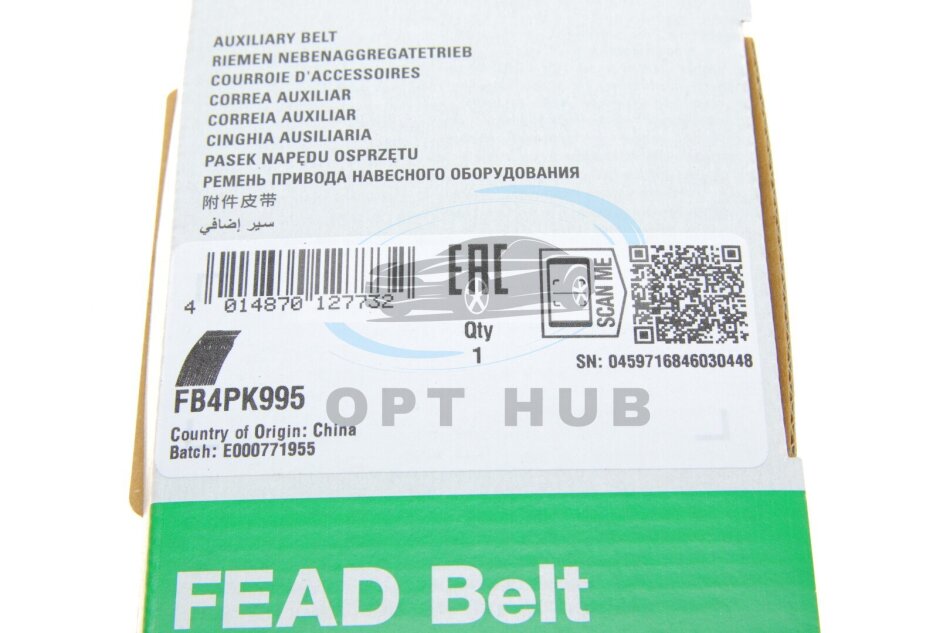 AUXILIARY BELT
RIEMEN NEBENAGGREGATETRIEB
COURROIE D'ACCESSOIRES
CORREA AUXILIAR
CORREIA AUXILIAR
CINGHIA AUSILIARIA
PASEK NAPĘDU OSPRZĘTU
РЕМЕНЬ ПРИВОДА НАВЕСНОГО ОБОРУДОВАНИЯ
附件皮带
سير إضافي
4 014870 127732
EAC
SCAN ME
Qty
1
SN: 0459716846030448
FB4PK995
OPT HUB
Country of Origin: China
Batch: E000771955
FEAD Belt